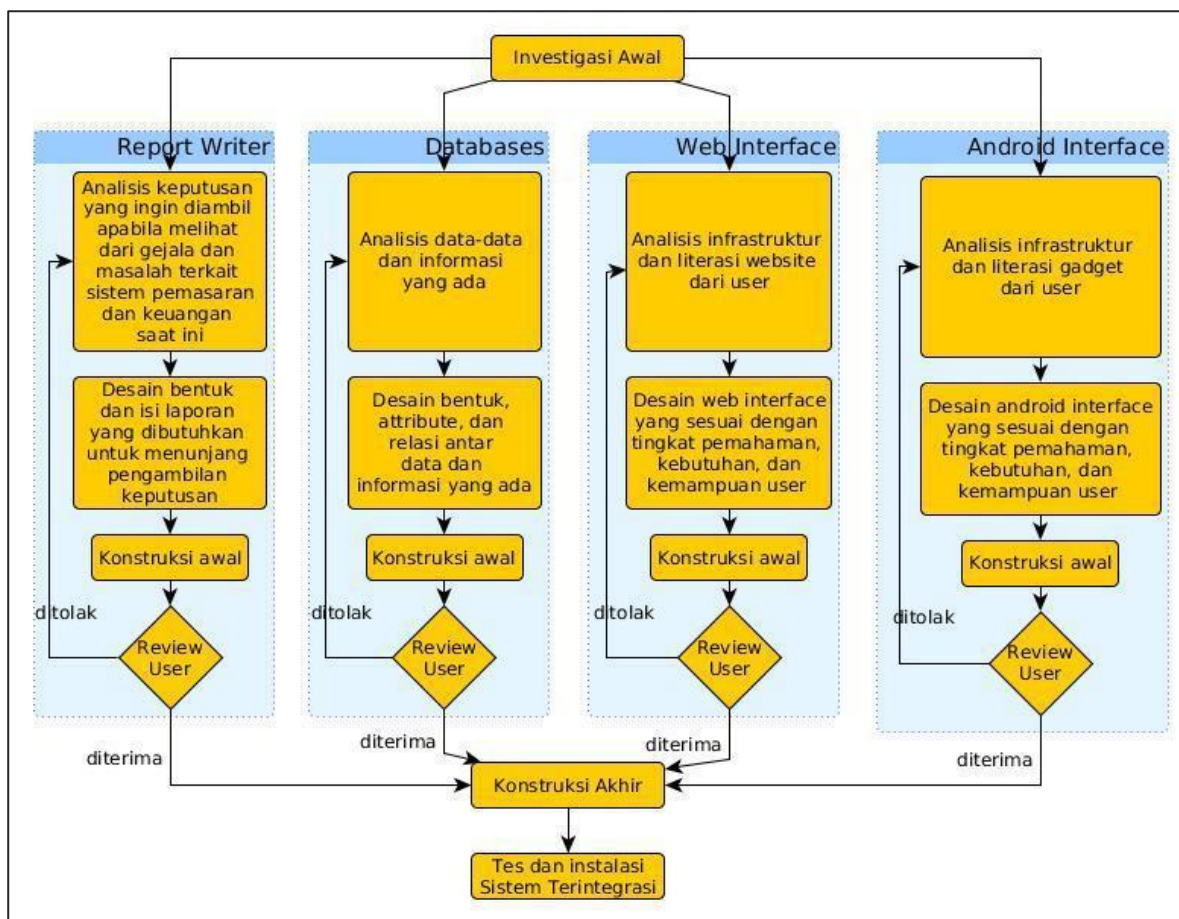 Investigasi Awal
Report Writer
Analisis keputusan
yang ingin diambil
apabila melihat
dari gejala dan
masalah terkait
sistem pemasaran
dan keuangan
saat ini
Desain bentuk
dan isi laporan
yang dibutuhkan
untuk menunjang
pengambilan
keputusan
Konstruksi awal
ditolak
Review
User
diterima
Databases
Analisis data-data
dan informasi
yang ada
Desain bentuk,
attribute, dan
relasi antar
data dan
informasi yang ada
Konstruksi awal
ditolak
Review
User
diterima
Web Interface
Analisis infrastruktur
dan literasi website
dari user
Desain web interface
yang sesuai dengan
tingkat pemahaman,
kebutuhan, dan
kemampuan user
Konstruksi awal
ditolak
Review
User
diterima
Android Interface
Analisis infrastruktur
dan literasi gadget
dari user
Desain android interface
yang sesuai dengan
tingkat pemahaman,
kebutuhan, dan
kemampuan user
Konstruksi awal
ditolak
Review
User
diterima
Konstruksi Akhir
Tes dan instalasi
Sistem Terintegrasi